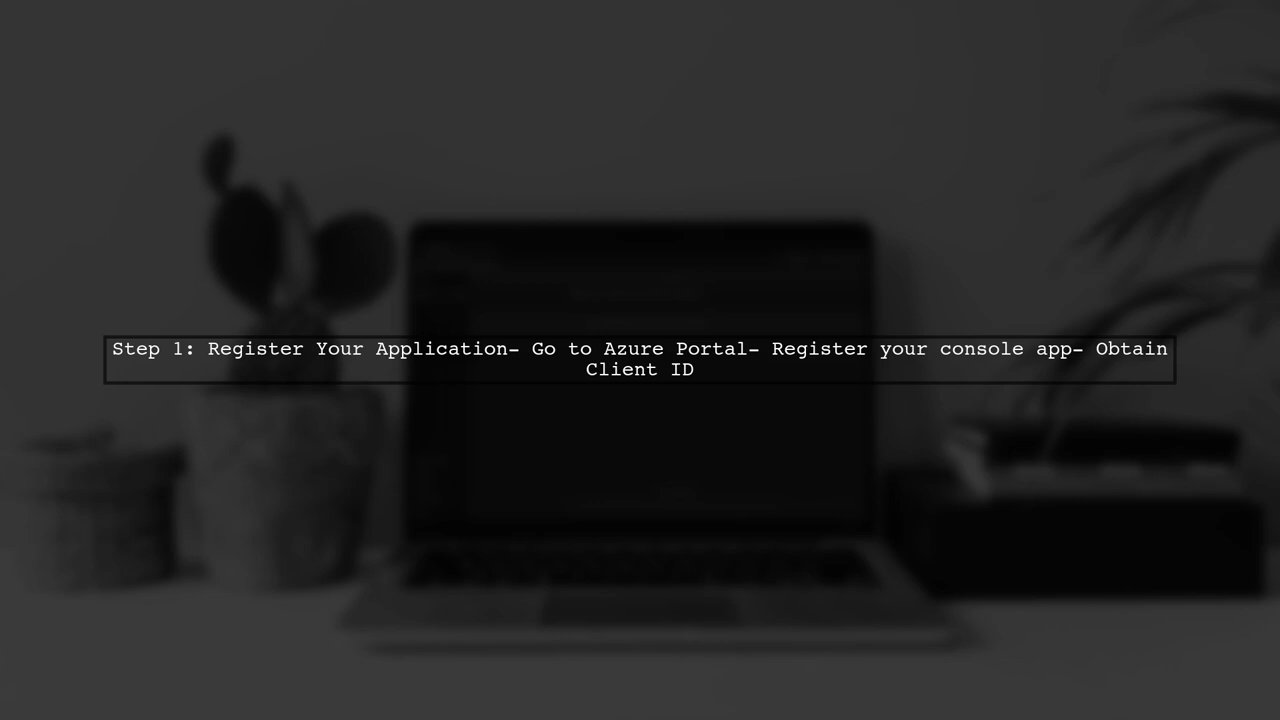 Step 1: Register Your Application- Go to Azure Portal- Register your console app- Obtain
Client ID